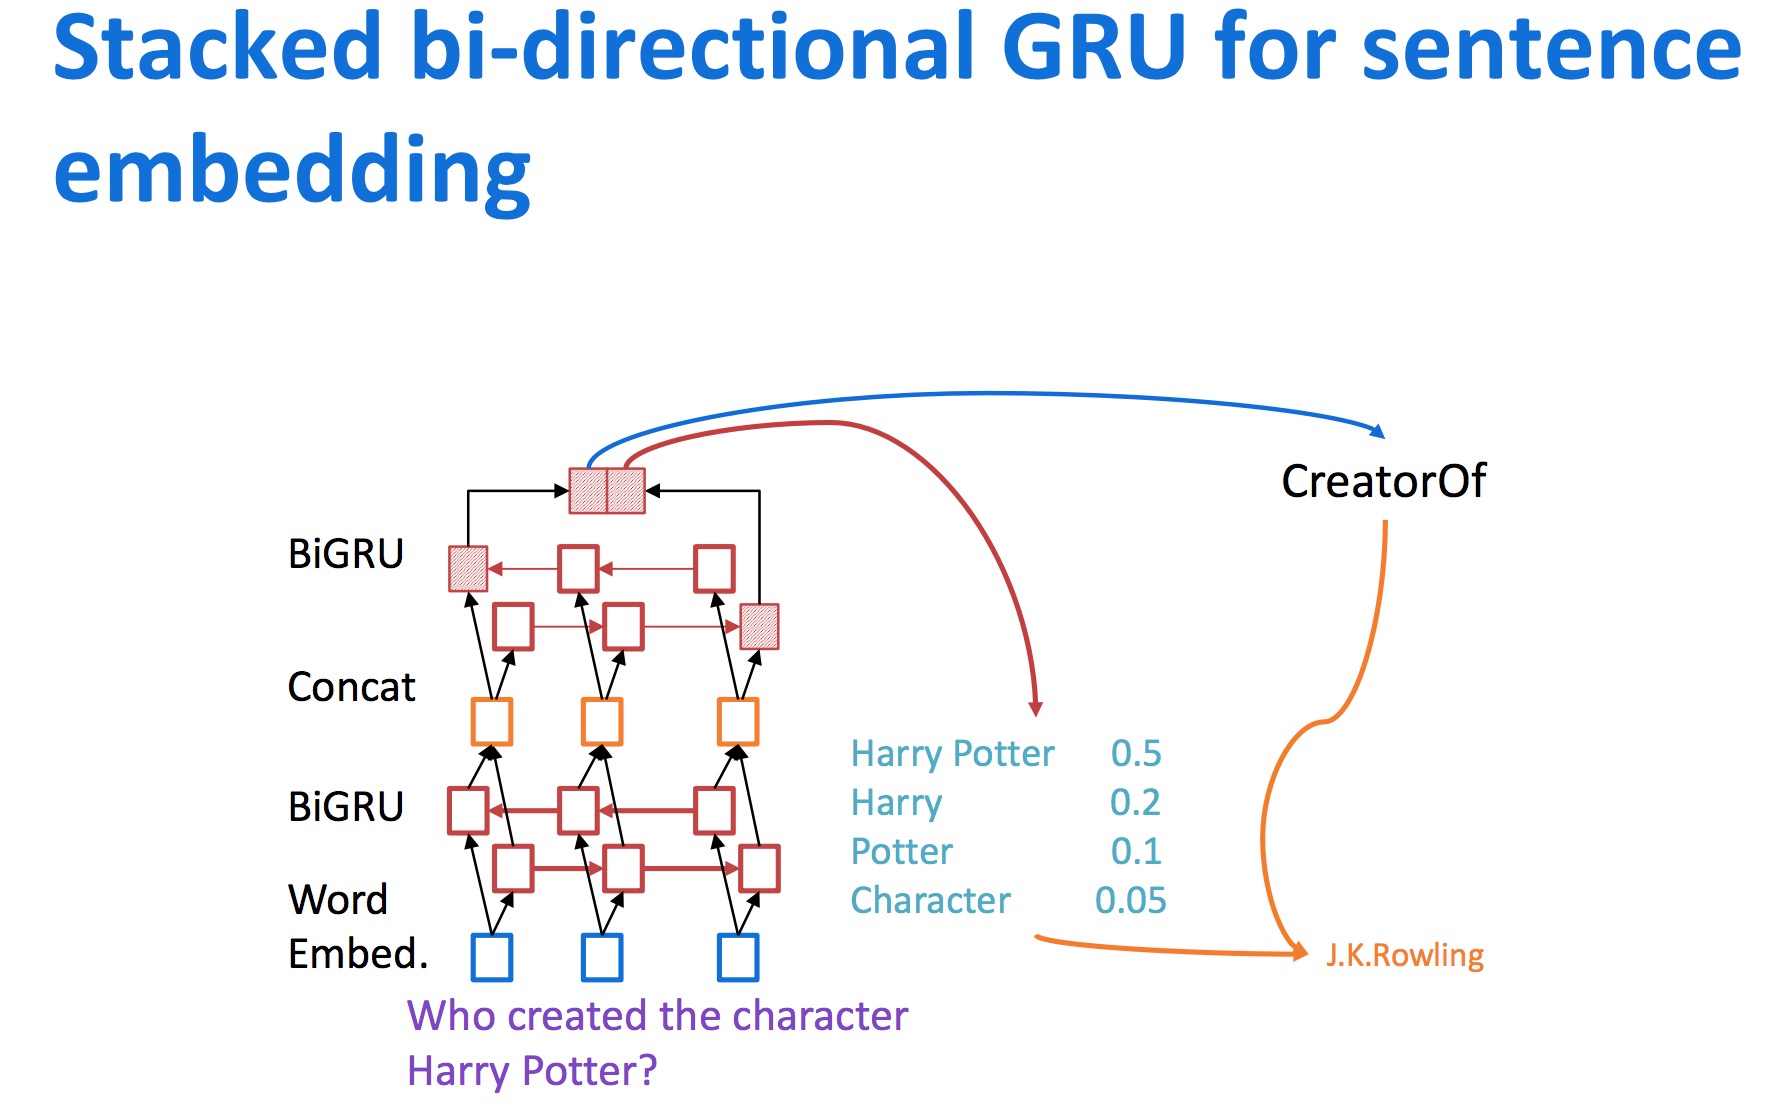 Stacked bi-directional GRU for sentence
embedding
CreatorOf
BiGRU
Concat
BiGRU
Word
Embed.
Harry Potter 0.5
Harry 0.2
Potter 0.1
Character 0.05
J.K.Rowling
Who created the character
Harry Potter?